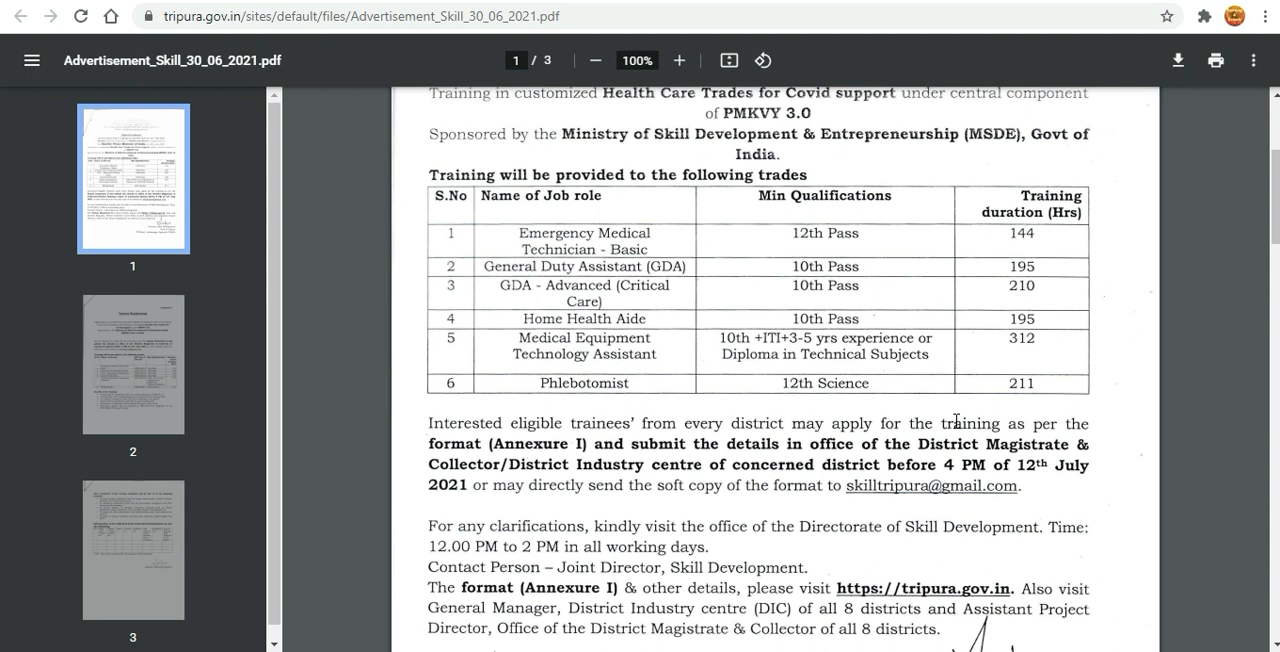 tripura.gov.in/sites/default/files/Advertisement_Skill_30_06_2021.pdf
Advertisement_Skill_30_06_2021.pdf
1 / 3
100%
1
2
3
Training in customized Health Care Trades for Covid support under central component
of PMKVY 3.0
Sponsored by the Ministry of Skill Development & Entrepreneurship (MSDE), Govt of
India.
Training will be provided to the following trades
S.no Name of Course Min Qualifications Training duration (Hrs)
1 Emergency Medical Technician - Basic 12th Pass 144
2 General Duty Assistant (GDA) 10th Pass 195
3 GDA - Advanced (Critical Care) 10th Pass 210
4 Home Health Aide 10th Pass 195
5 Medical Equipment Technology Assistant 10th +ITI+3-5 yrs experience or Diploma in Technical Subjects 312
6 Phlebotomist 12th Science 211
Interested eligible trainees' from every district may apply for the training as per the
format (Annexure I) and submit the details in office of the District Magistrate &
Collector/District Industry centre of concerned district before 4 PM of 12th July
2021 or may directly send the soft copy of the format to skilltripura@gmail.com.
For any clarification kindly visit the office of the Directorate of Skill Development. Time:
12.00 PM to 2 PM in all working days.
Contact Person – Joint Director, Skill Development.
The format (Annexure I) & other details, please visit https://tripura.gov.in. Also visit
General Manager, District Industry centre (DIC) of all 8 districts and Assistant Project
Director, Office of the District Magistrate & Collector of all 8 districts.